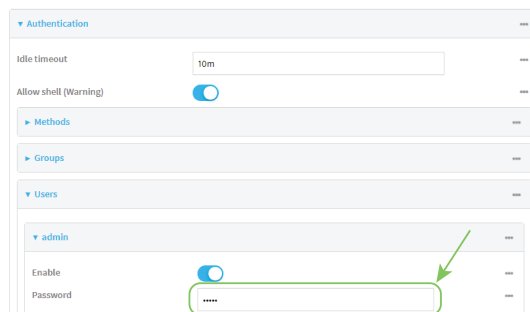 Authentication
Idle timeout
10m
Allow shell (Warning)
Methods
Groups
Users
admin
Enable
Password
•••••